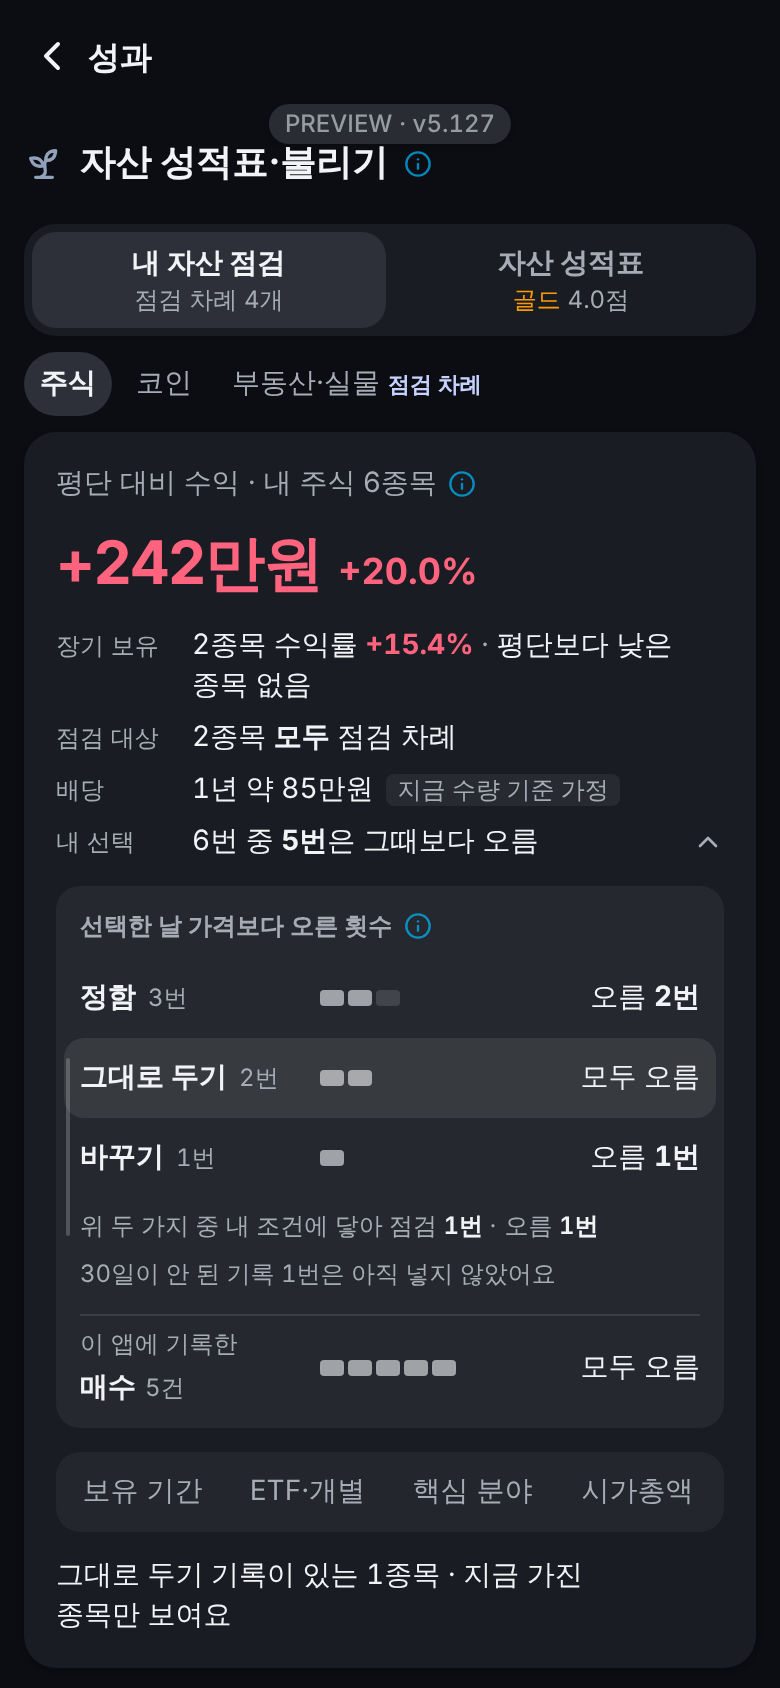 성과
PREVIEW · v5.127
자산 성적표·불리기
내 자산 점검
점검 차례 4개
자산 성적표
골드 4.0점
주식 코인 부동산·실물 점검 차례
평단 대비 수익 · 내 주식 6종목
+242만원 +20.0%
장기 보유 2종목 수익률 +15.4% · 평단보다 낮은
종목 없음
점검 대상 2종목 모두 점검 차례
배당 1년 약 85만원 지금 수량 기준 가정
내 선택 6번 중 5번은 그때보다 오름
선택한 날 가격보다 오른 횟수
정함 3번 오름 2번
그대로 두기 2번 모두 오름
바꾸기 1번 오름 1번
위 두 가지 중 내 조건에 닿아 점검 1번 · 오름 1번
30일이 안 된 기록 1번은 아직 넣지 않았어요
이 앱에 기록한
매수 5건 모두 오름
보유 기간 ETF·개별 핵심 분야 시가총액
그대로 두기 기록이 있는 1종목 · 지금 가진
종목만 보여요